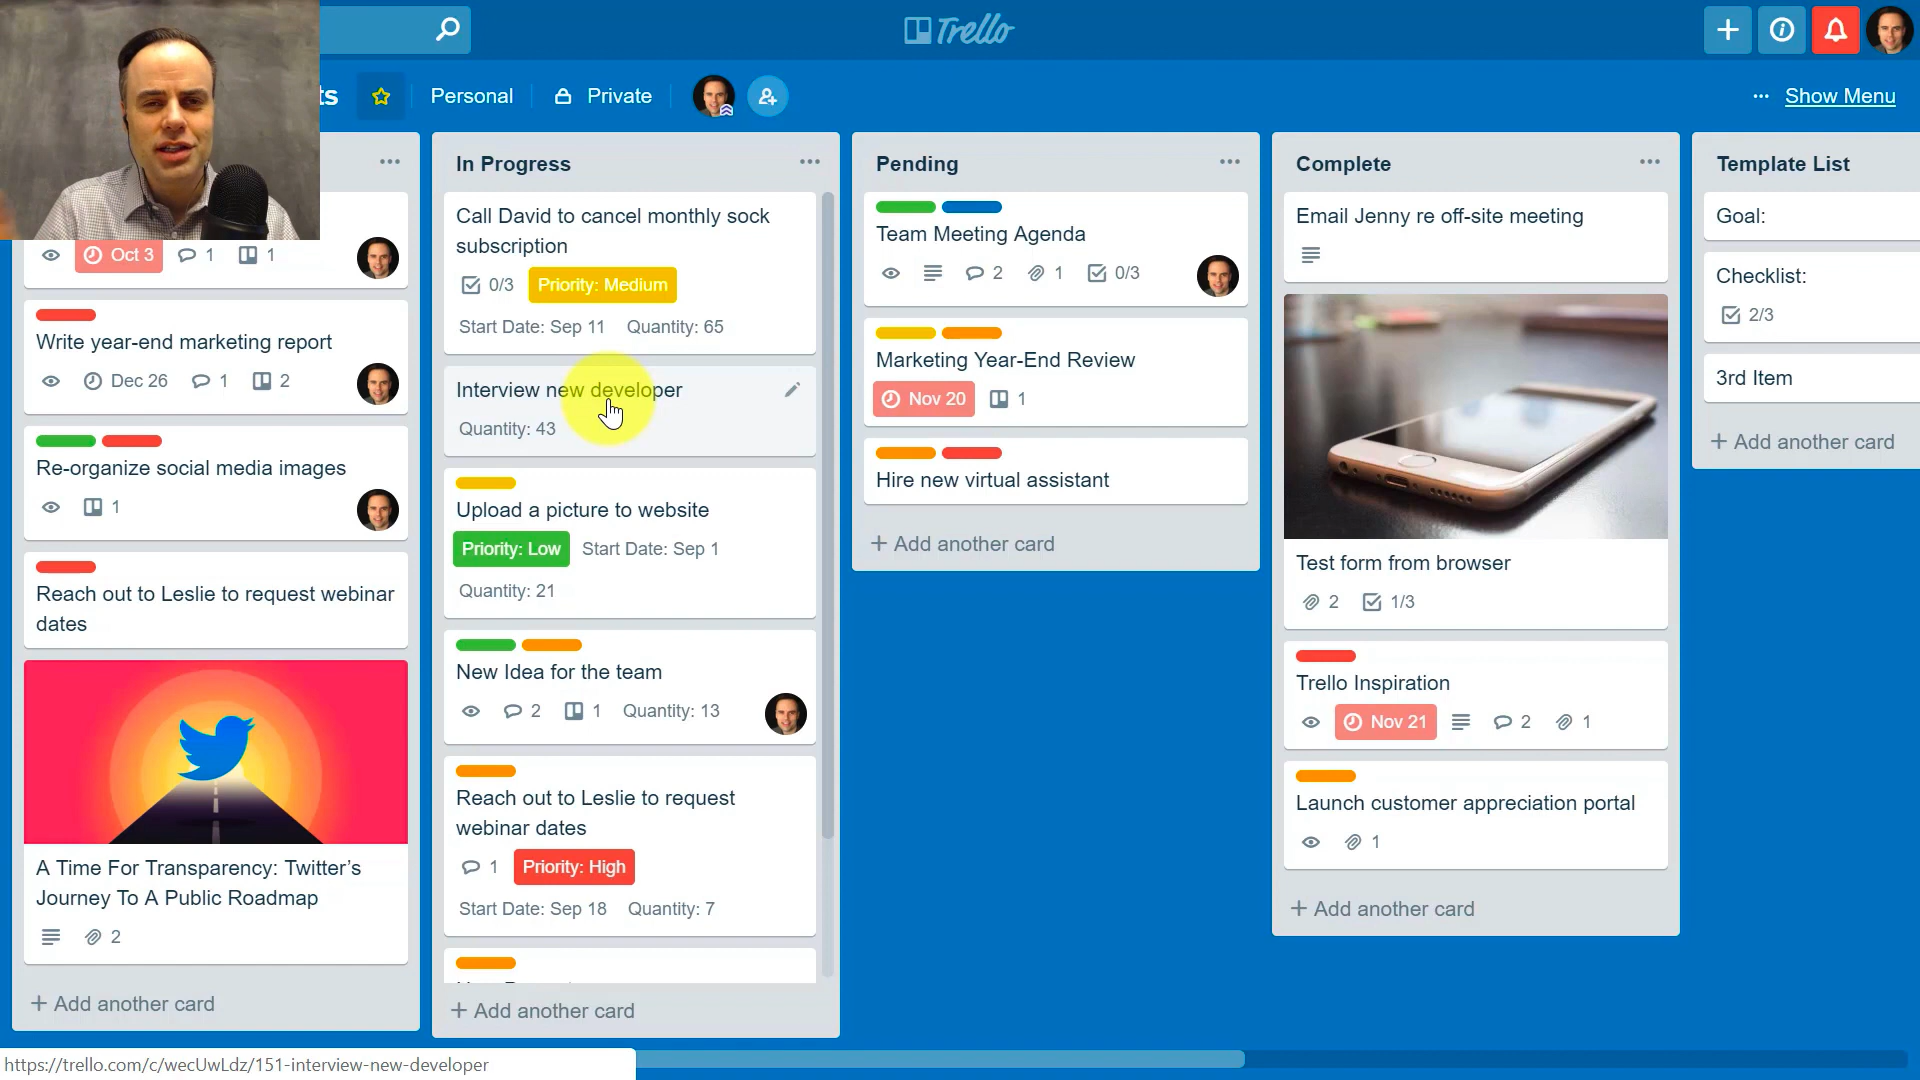 Trello
ts
Personal
Private
Show Menu
Oct 3
1
1
Write year-end marketing report
Dec 26
1
2
Re-organize social media images
1
Reach out to Leslie to request webinar
dates
A Time For Transparency: Twitter's
Journey To A Public Roadmap
2
+ Add another card
In Progress
Call David to cancel monthly sock
subscription
0/3
Priority: Medium
Start Date: Sep 11
Quantity: 65
Interview new developer
Quantity: 43
Upload a picture to website
Priority: Low
Start Date: Sep 1
Quantity: 21
New Idea for the team
2
1
Quantity: 13
Reach out to Leslie to request
webinar dates
1
Priority: High
Start Date: Sep 18
Quantity: 7
+ Add another card
Pending
Team Meeting Agenda
2
1
0/3
Marketing Year-End Review
Nov 20
1
Hire new virtual assistant
+ Add another card
Complete
Email Jenny re off-site meeting
Test form from browser
2
1/3
Trello Inspiration
Nov 21
2
1
Launch customer appreciation portal
1
+ Add another card
Template List
Goal:
Checklist:
2/3
3rd Item
+ Add another card
https://trello.com/c/wecUwLdz/151-interview-new-developer